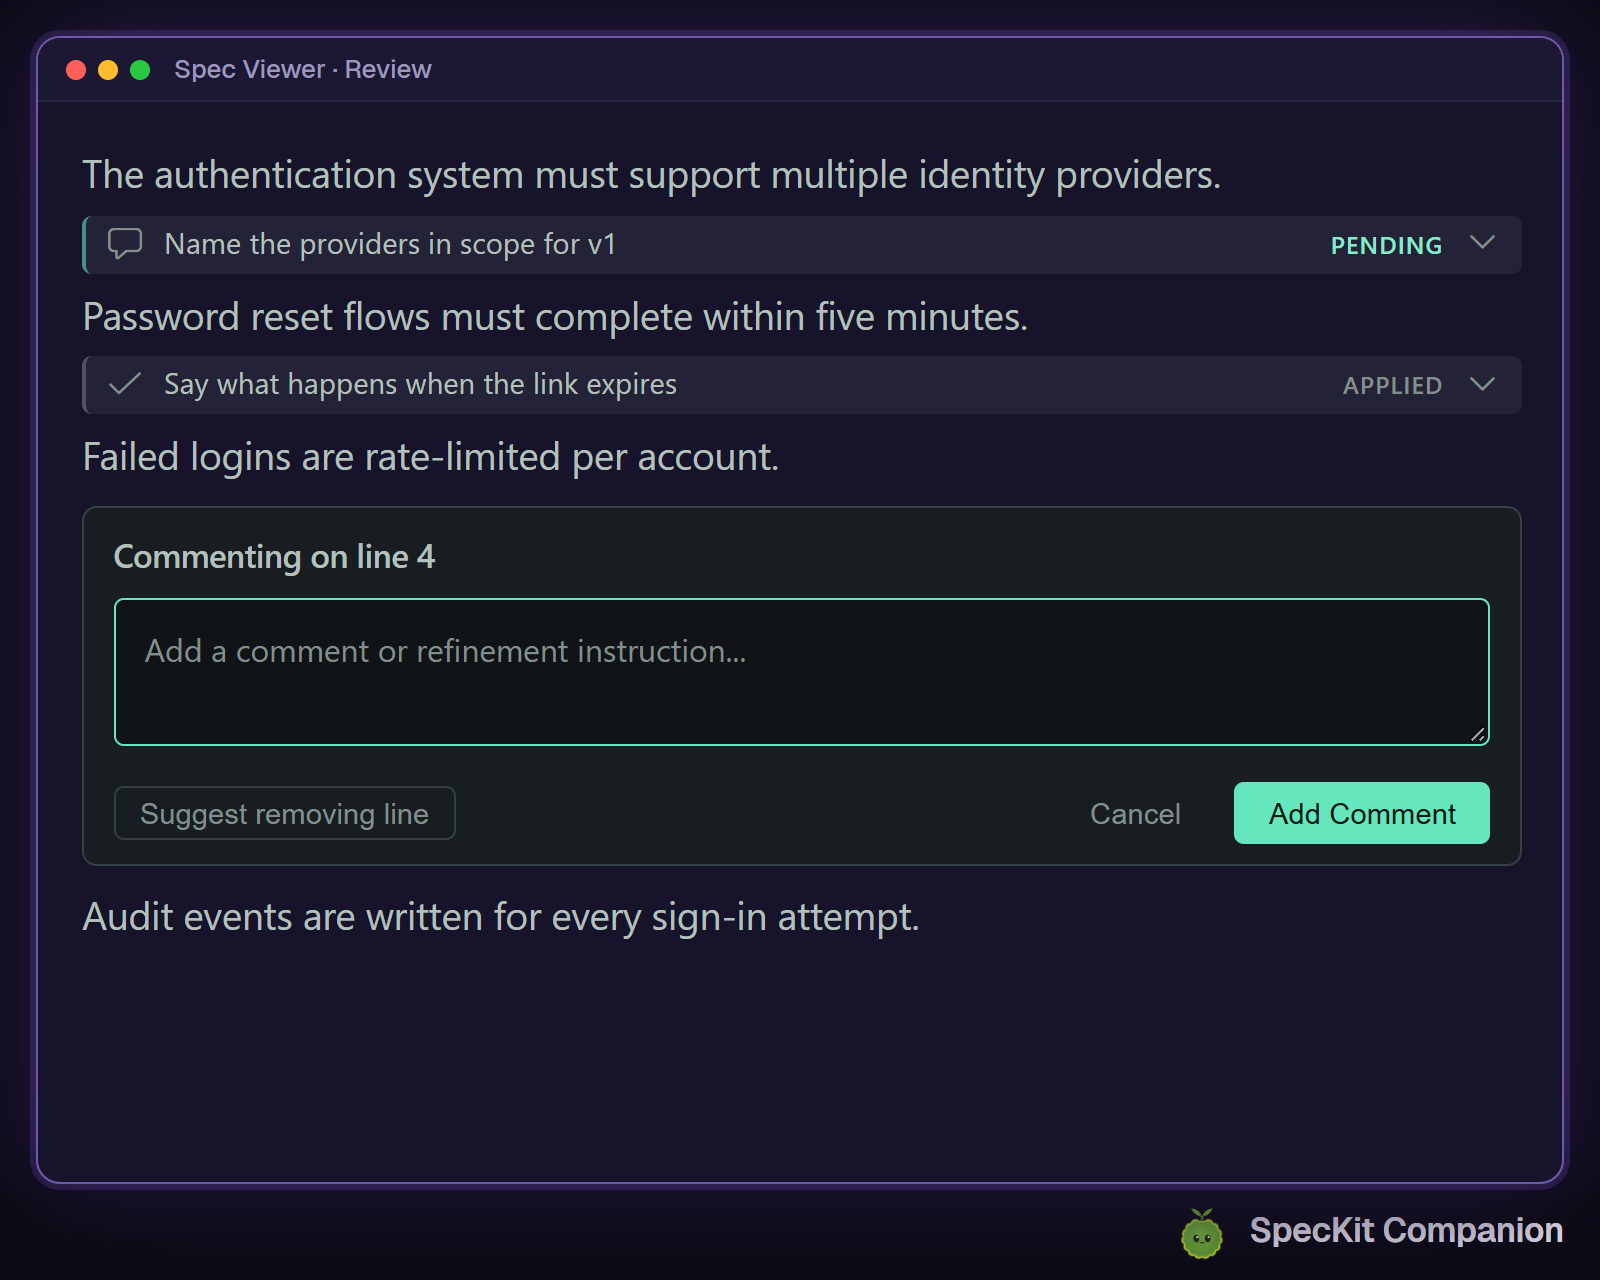 Spec Viewer · Review
The authentication system must support multiple identity providers.
Name the providers in scope for v1
PENDING
Password reset flows must complete within five minutes.
Say what happens when the link expires
APPLIED
Failed logins are rate-limited per account.
Commenting on line 4
Add a comment or refinement instruction...
Suggest removing line
Cancel
Add Comment
Audit events are written for every sign-in attempt.
SpecKit Companion